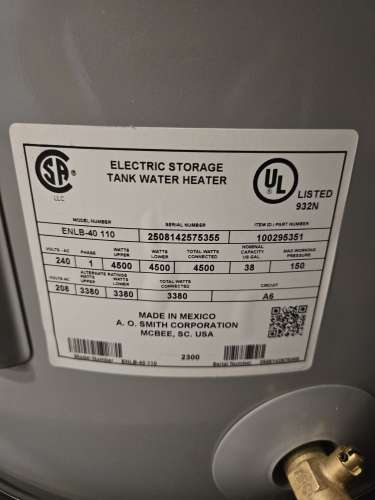 SA
LLC
ELECTRIC STORAGE
TANK WATER HEATER
UL
LISTED
932N
MODEL NUMBER SERIAL NUMBER ITEM ID / PART NUMBER
ENLB-40 110 2508142575355 100295351
VOLTS - AC PHASE WATTS UPPER WATTS LOWER TOTAL WATTS CONNECTED NOMINAL CAPACITY US GAL. MAX WORKING PRESSURE
240 1 4500 4500 4500 38 150
VOLTS AC ALTERNATE RATINGS WATTS UPPER WATTS LOWER TOTAL WATTS CONNECTED CIRCUIT
208 3380 3380 3380 A6
MADE IN MEXICO
A. O. SMITH CORPORATION
MCBEE, SC. USA
2300
Model Number ENLB-40 110 Serial Number 2508142575355